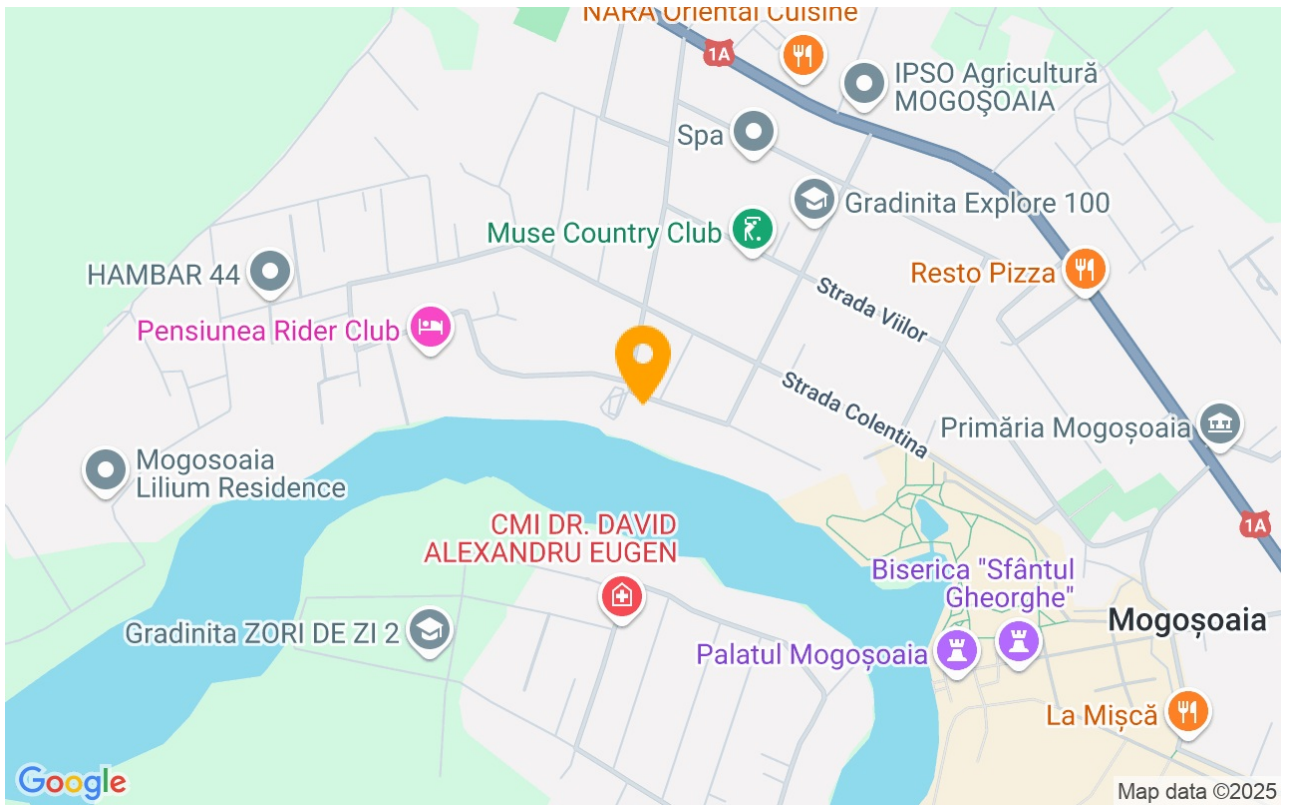 NARA Oriental Cuisine
1A
IPSO Agricultură
MOGOŞOAIA
Spa
Gradinita Explore 100
Muse Country Club
HAMBAR 44
Resto Pizza
Strada Viilor
Pensiunea Rider Club
Strada Colentina
Primăria Mogoșoaia
Mogosoaia
Lilium Residence
CMI DR. DAVID
ALEXANDRU EUGEN
1A
Biserica "Sfântul
Gheorghe"
Mogoșoaia
Gradinita ZORI DE ZI 2
Palatul Mogoșoaia
La Mișcă
Google
Map data ©2025